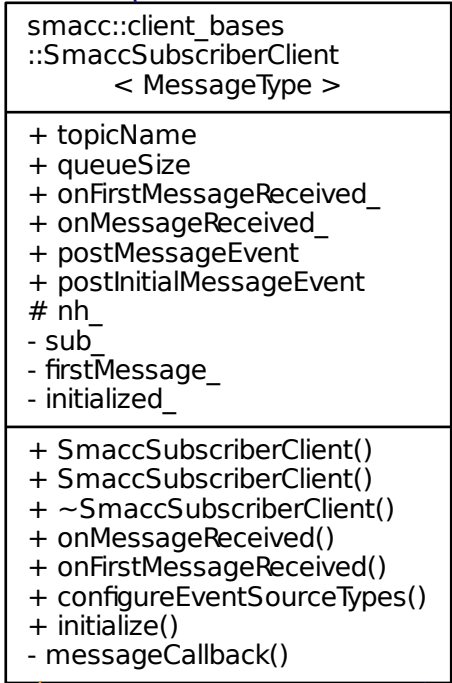 smacc::client_bases
::SmaccSubscriberClient
< MessageType >
+ topicName
+ queueSize
+ onFirstMessageReceived_
+ onMessageReceived_
+ postMessageEvent
+ postInitialMessageEvent
# nh_
- sub_
- firstMessage_
- initialized_
+ SmaccSubscriberClient()
+ SmaccSubscriberClient()
+ ~SmaccSubscriberClient()
+ onMessageReceived()
+ onFirstMessageReceived()
+ configureEventSourceTypes()
+ initialize()
- messageCallback()